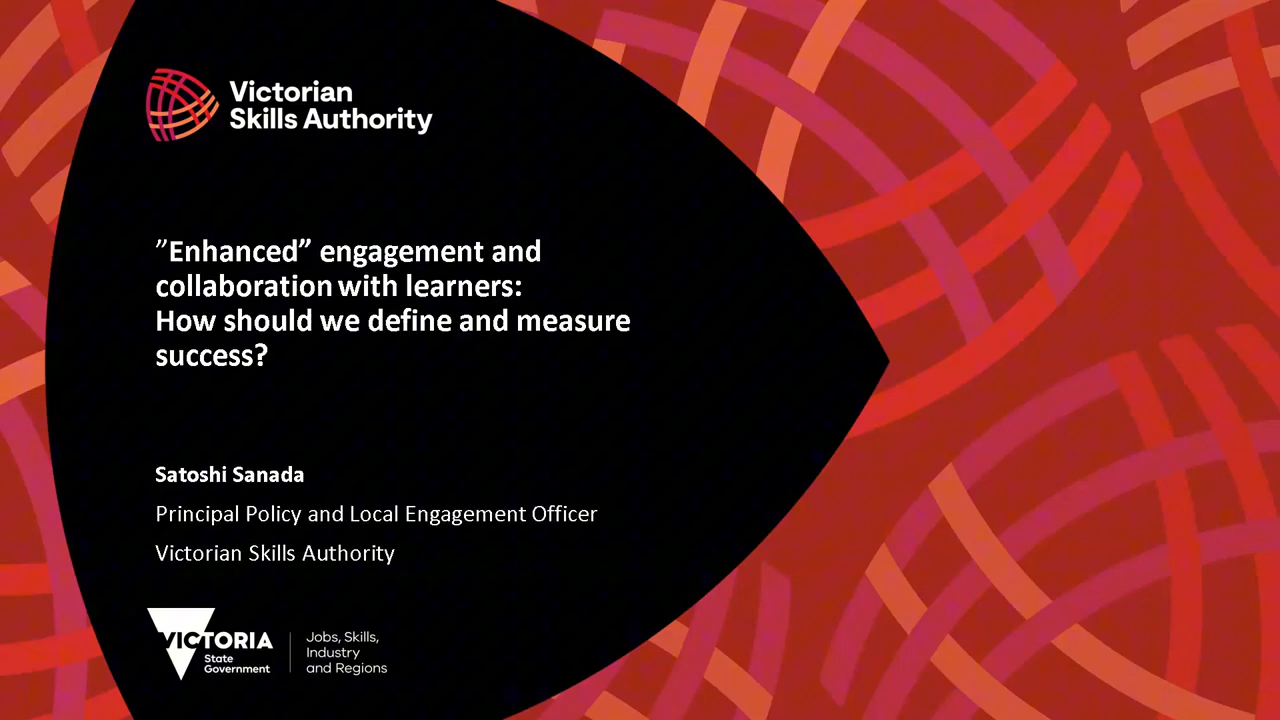 Victorian
Skills Authority
”Enhanced” engagement and
collaboration with learners:
How should we define and measure
success?
Satoshi Sanada
Principal Policy and Local Engagement Officer
Victorian Skills Authority
VICTORIA
State
Government
Jobs, Skills,
Industry
and Regions